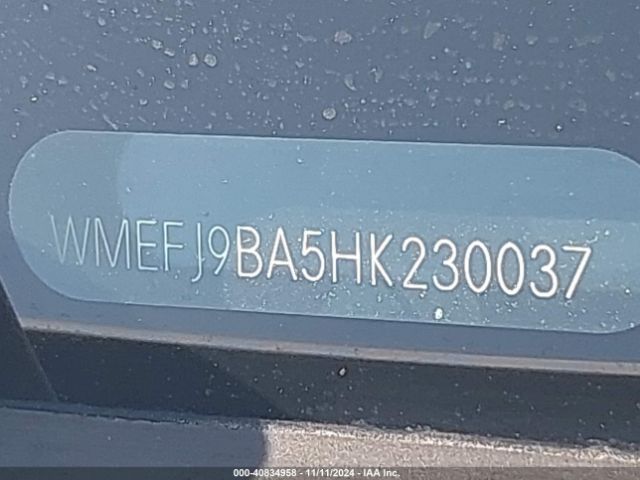 WMEFJ9BA5HK230037
000-40834958 - 11/11/2024 - IAA Inc.